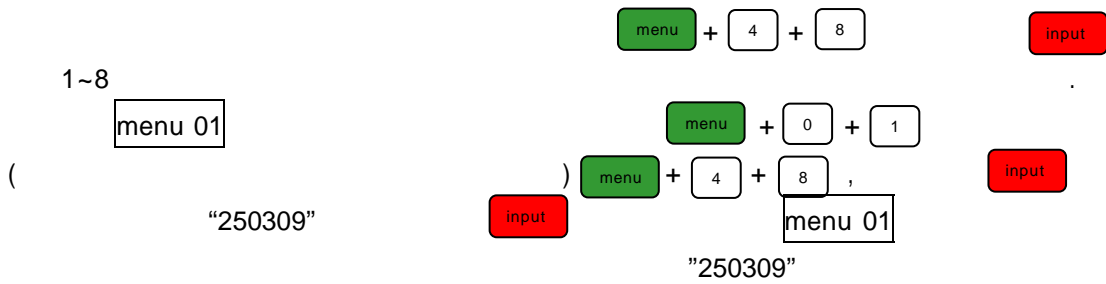 menu + 4 + 8 input
1~8 .
menu 01 menu + 0 + 1
( ) menu + 4 + 8 , input
“250309” input menu 01
”250309”